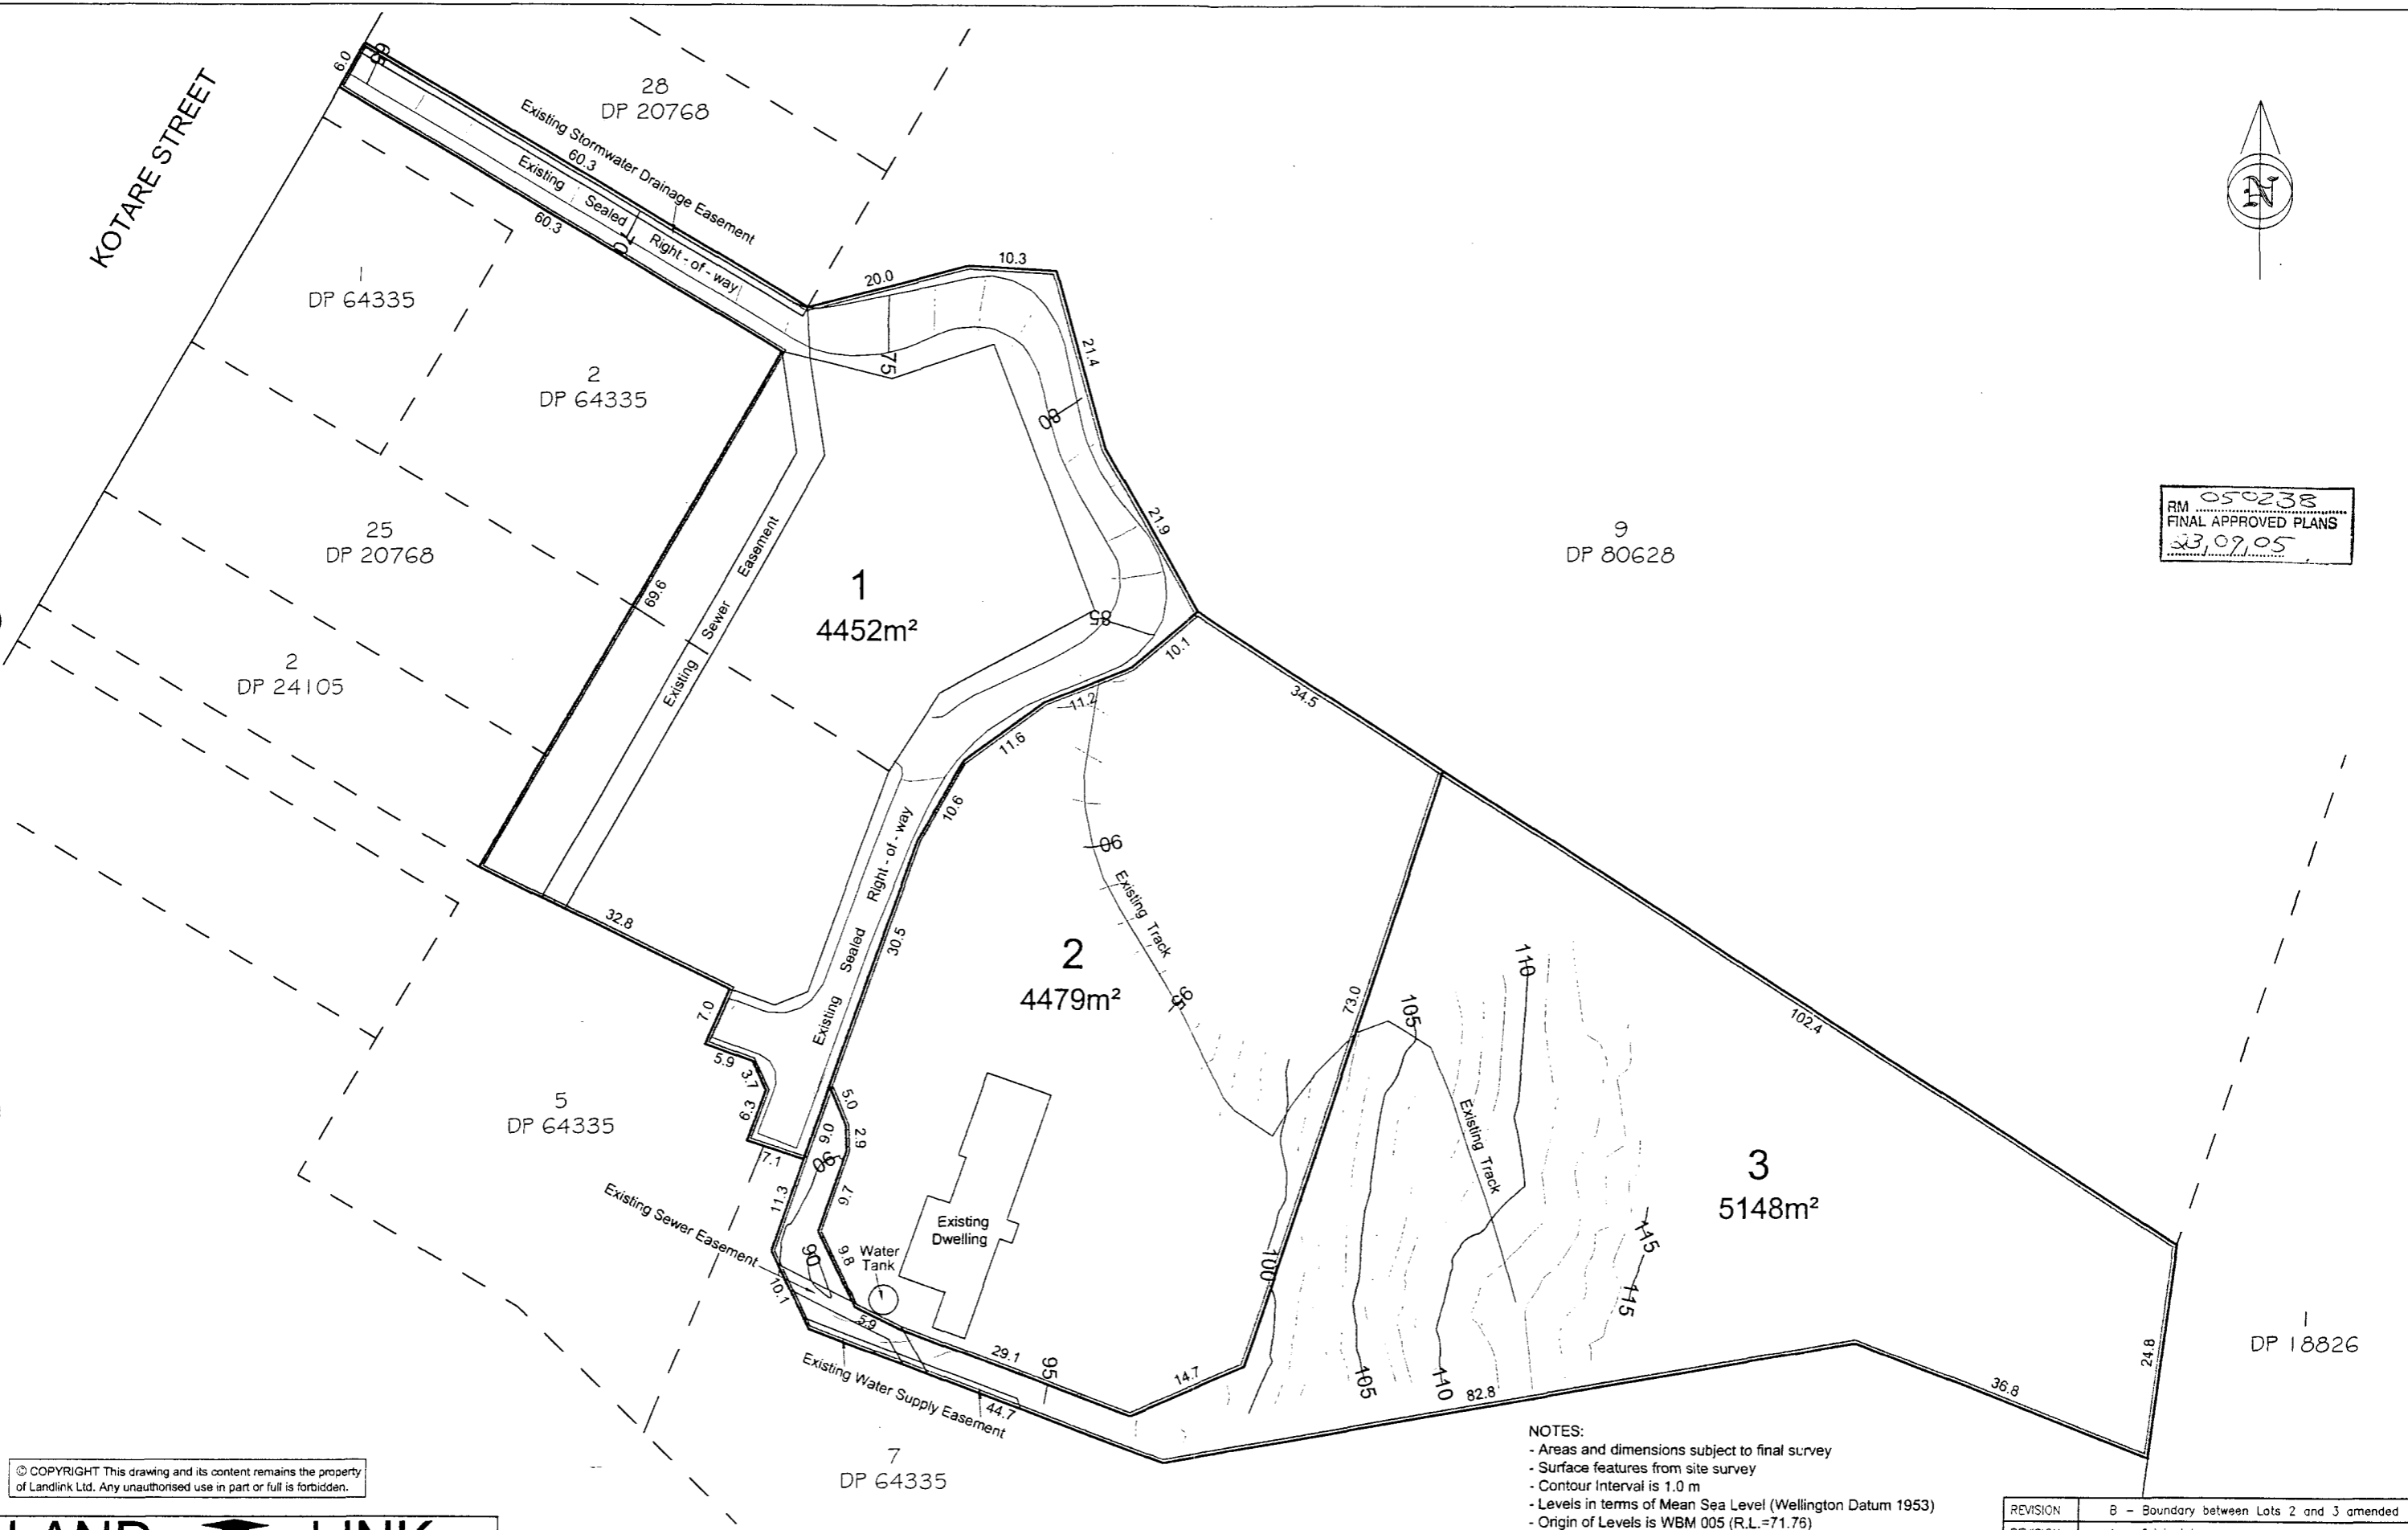 KOTARE STREET
6.0
65
28
DP 20768
Existing Stormwater Drainage Easement
60.3
Existing Sealed Right - of - way
60.3
70
1
DP 64335
2
DP 64335
25
DP 20768
2
DP 24105
20.0
10.3
21.4
21.9
75
80
85
69.6
Existing Sewer Easement
1
4452m²
9
DP 80628
RM 050238
FINAL APPROVED PLANS
23,09,05
N
10.1
11.2
11.6
10.6
34.5
30.5
32.8
Existing Sealed Right - of - way
90
Existing Track
95
2
4479m²
73.0
102.4
7.0
5.9
3.7
6.3
7.1
5.0
2.9
9.0
90
9.7
11.3
9.8
90
10.1
5.9
5
DP 64335
Existing Sewer Easement
Water
Tank
Existing
Dwelling
Existing Water Supply Easement
29.1
95
44.7
14.7
100
105
110
Existing Track
3
5148m²
115
115
105
110
82.8
36.8
24.8
1
DP 18826
7
DP 64335
NOTES:
- Areas and dimensions subject to final survey
- Surface features from site survey
- Contour Interval is 1.0 m
- Levels in terms of Mean Sea Level (Wellington Datum 1953)
- Origin of Levels is WBM 005 (R.L.=71.76)
© COPYRIGHT This drawing and its content remains the property
of Landlink Ltd. Any unauthorised use in part or full is forbidden.
LAND LINK
REVISION B - Boundary between Lots 2 and 3 amended